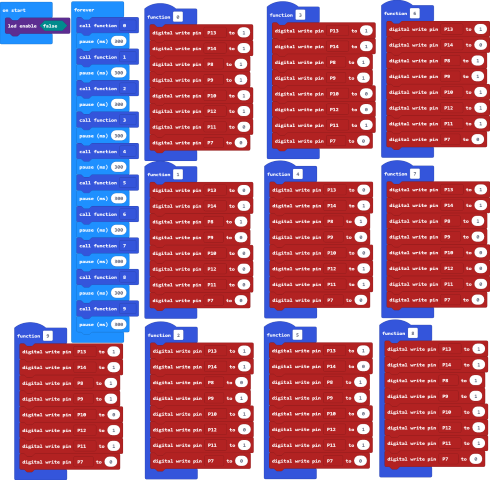 on start
led enable false
forever
call function 0
pause (ms) 300
call function 1
pause (ms) 300
call function 2
pause (ms) 300
call function 3
pause (ms) 300
call function 4
pause (ms) 300
call function 5
pause (ms) 300
call function 6
pause (ms) 300
call function 7
pause (ms) 300
call function 8
pause (ms) 300
call function 9
pause (ms) 300
function 0
digital write pin P13 to 1
digital write pin P14 to 1
digital write pin P8 to 1
digital write pin P9 to 1
digital write pin P10 to 1
digital write pin P12 to 1
digital write pin P11 to 0
digital write pin P7 to 0
function 3
digital write pin P13 to 1
digital write pin P14 to 1
digital write pin P8 to 1
digital write pin P9 to 1
digital write pin P10 to 0
digital write pin P12 to 0
digital write pin P11 to 1
digital write pin P7 to 0
function 6
digital write pin P13 to 1
digital write pin P14 to 0
digital write pin P8 to 1
digital write pin P9 to 1
digital write pin P10 to 1
digital write pin P12 to 1
digital write pin P11 to 1
digital write pin P7 to 0
function 1
digital write pin P13 to 0
digital write pin P14 to 1
digital write pin P8 to 1
digital write pin P9 to 0
digital write pin P10 to 0
digital write pin P12 to 0
digital write pin P11 to 0
digital write pin P7 to 0
function 4
digital write pin P13 to 0
digital write pin P14 to 1
digital write pin P8 to 1
digital write pin P9 to 0
digital write pin P10 to 0
digital write pin P12 to
digital write pin P11 to 1
digital write pin P7 to 0
function 7
digital write pin P13 to 1
digital write pin P14 to 1
digital write pin P8 to 1
digital write pin P9 to 0
digital write pin P10 to 0
digital write pin P12 to 0
digital write pin P11 to 0
digital write pin P7 to 0
function 9
digital write pin P13 to 1
digital write pin P14 to 1
digital write pin P8 to 1
digital write pin P9 to 1
digital write pin P10 to 0
digital write pin P12 to 1
digital write pin P11 to 1
digital write pin P7 to 0
function 2
digital write pin P13 to 1
digital write pin P14 to 1
digital write pin P8 to 0
digital write pin P9 to 1
digital write pin P10 to 1
digital write pin P12 to
digital write pin P11 to 1
digital write pin P7 to 0
function 5
digital write pin P13 to 1
digital write pin P14 to 0
digital write pin P8 to 1
digital write pin P9 to 1
digital write pin P10 to
digital write pin P12 to 1
digital write pin P11 to 1
digital write pin P7 to 0
function 8
digital write pin P13 to 1
digital write pin P14 to 1
digital write pin P8 to 1
digital write pin P9 to 1
digital write pin P10 to 1
digital write pin P12 to 1
digital write pin P11 to 1
digital write pin P7 to 0